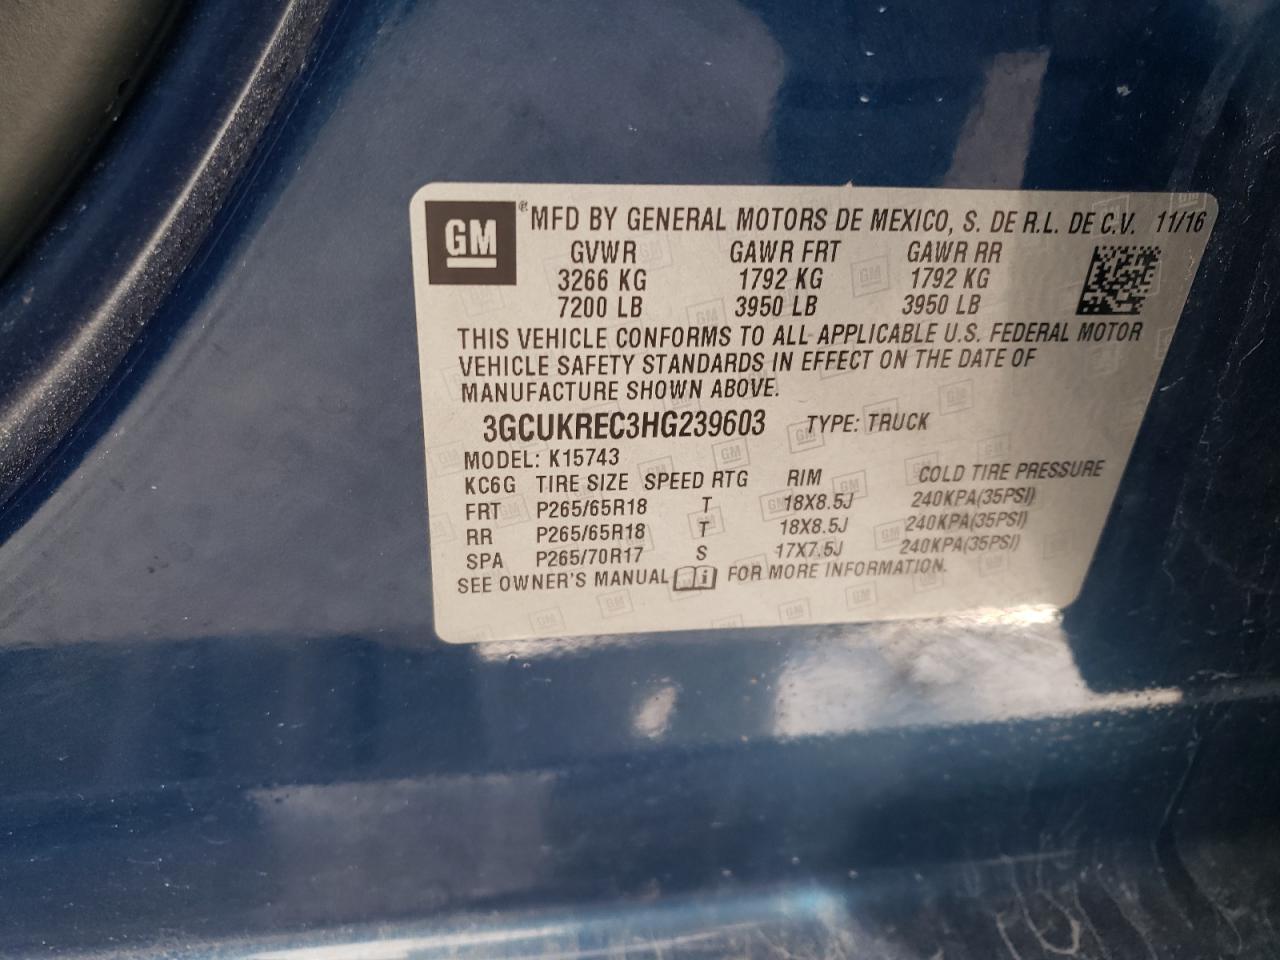 GM ® MFD BY GENERAL MOTORS DE MEXICO, S. DE R.L. DE C.V. 11/16
GVWR GAWR FRT GAWR RR
3266 KG 1792 KG 1792 KG
7200 LB 3950 LB 3950 LB
THIS VEHICLE CONFORMS TO ALL APPLICABLE U.S. FEDERAL MOTOR
VEHICLE SAFETY STANDARDS IN EFFECT ON THE DATE OF
MANUFACTURE SHOWN ABOVE.
3GCUKREC3HG239603 TYPE: TRUCK
MODEL: K15743
KC6G TIRE SIZE SPEED RTG RIM COLD TIRE PRESSURE
FRT P265/65R18 T 18X8.5J 240KPA(35PSI)
RR P265/65R18 T 18X8.5J 240KPA(35PSI)
SPA P265/70R17 S 17X7.5J 240KPA(35PSI)
SEE OWNER'S MANUAL i FOR MORE INFORMATION.